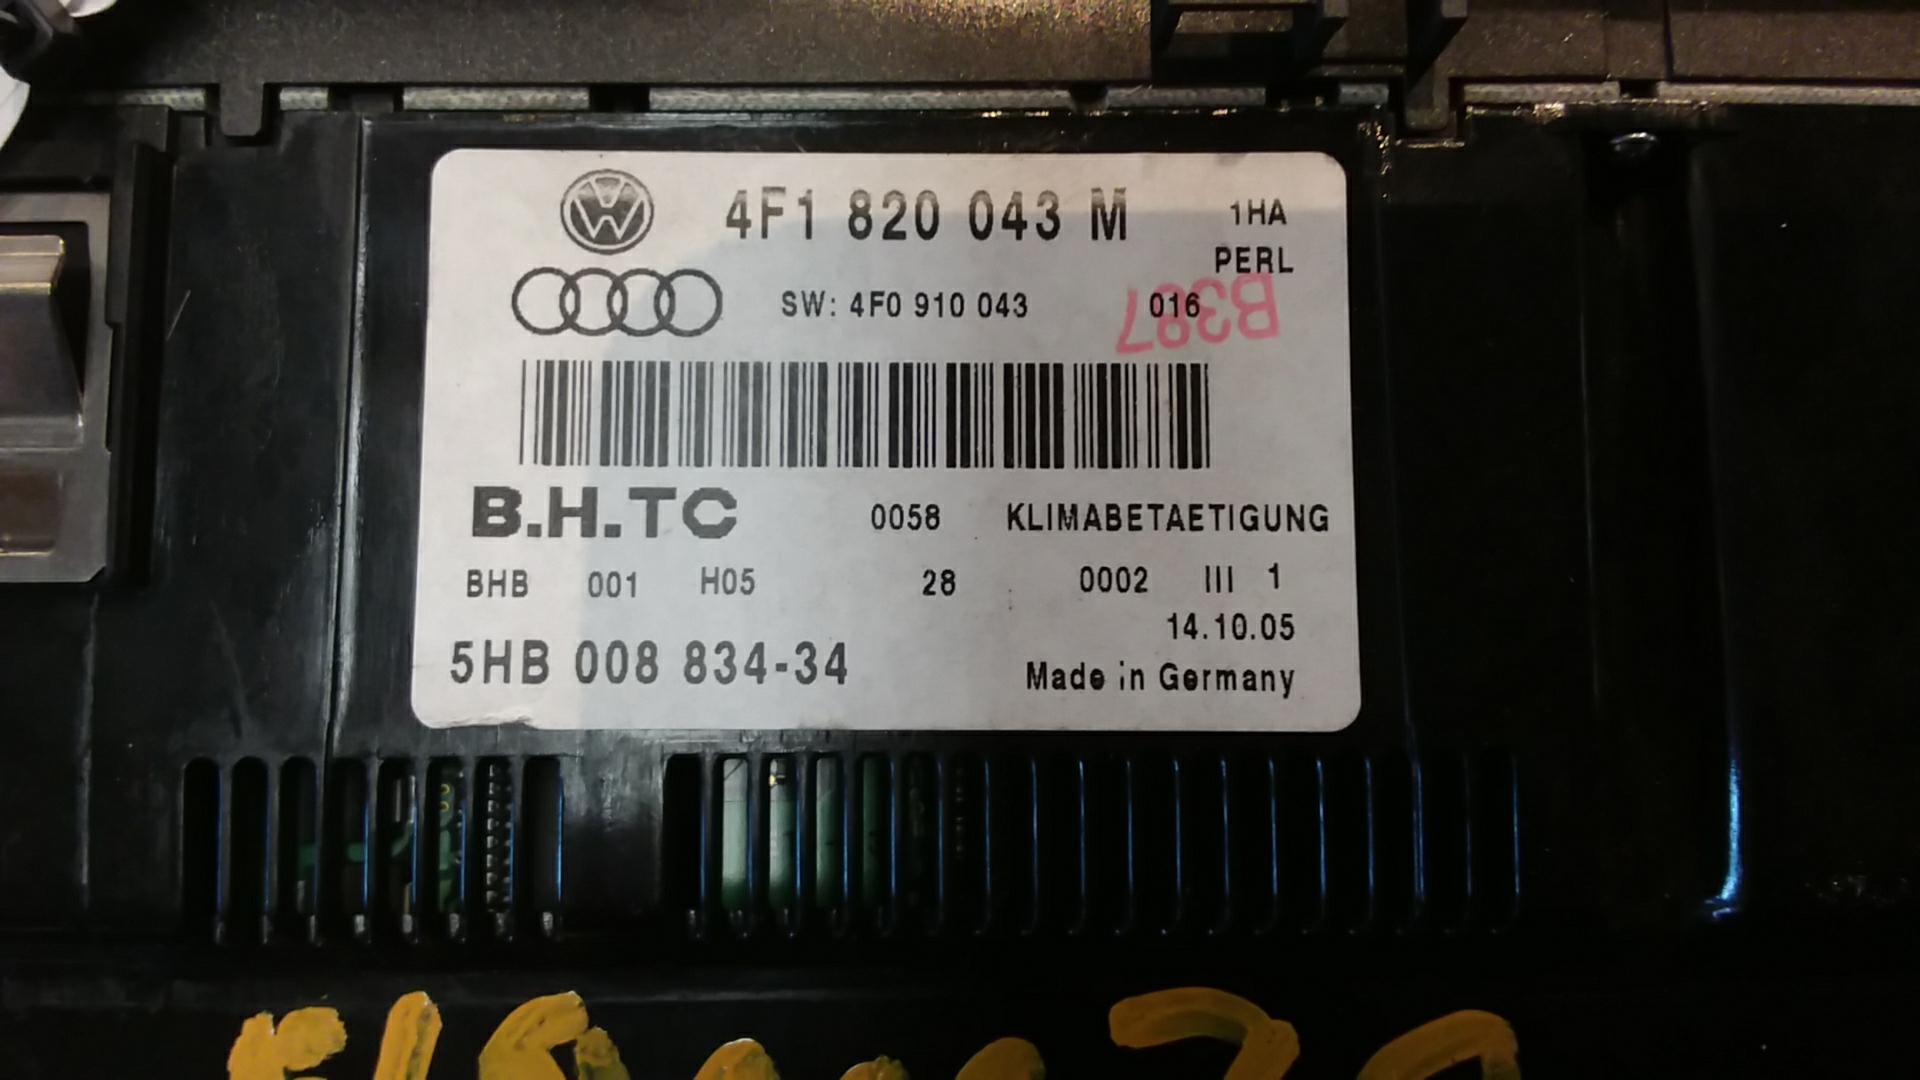 4F1 820 043 M 1HA
PERL
SW: 4F0 910 043 016
B387
B.H.TC 0058 KLIMABETAETIGUNG
BHB 001 H05 28 0002 III 1
14.10.05
5HB 008 834-34
Made in Germany